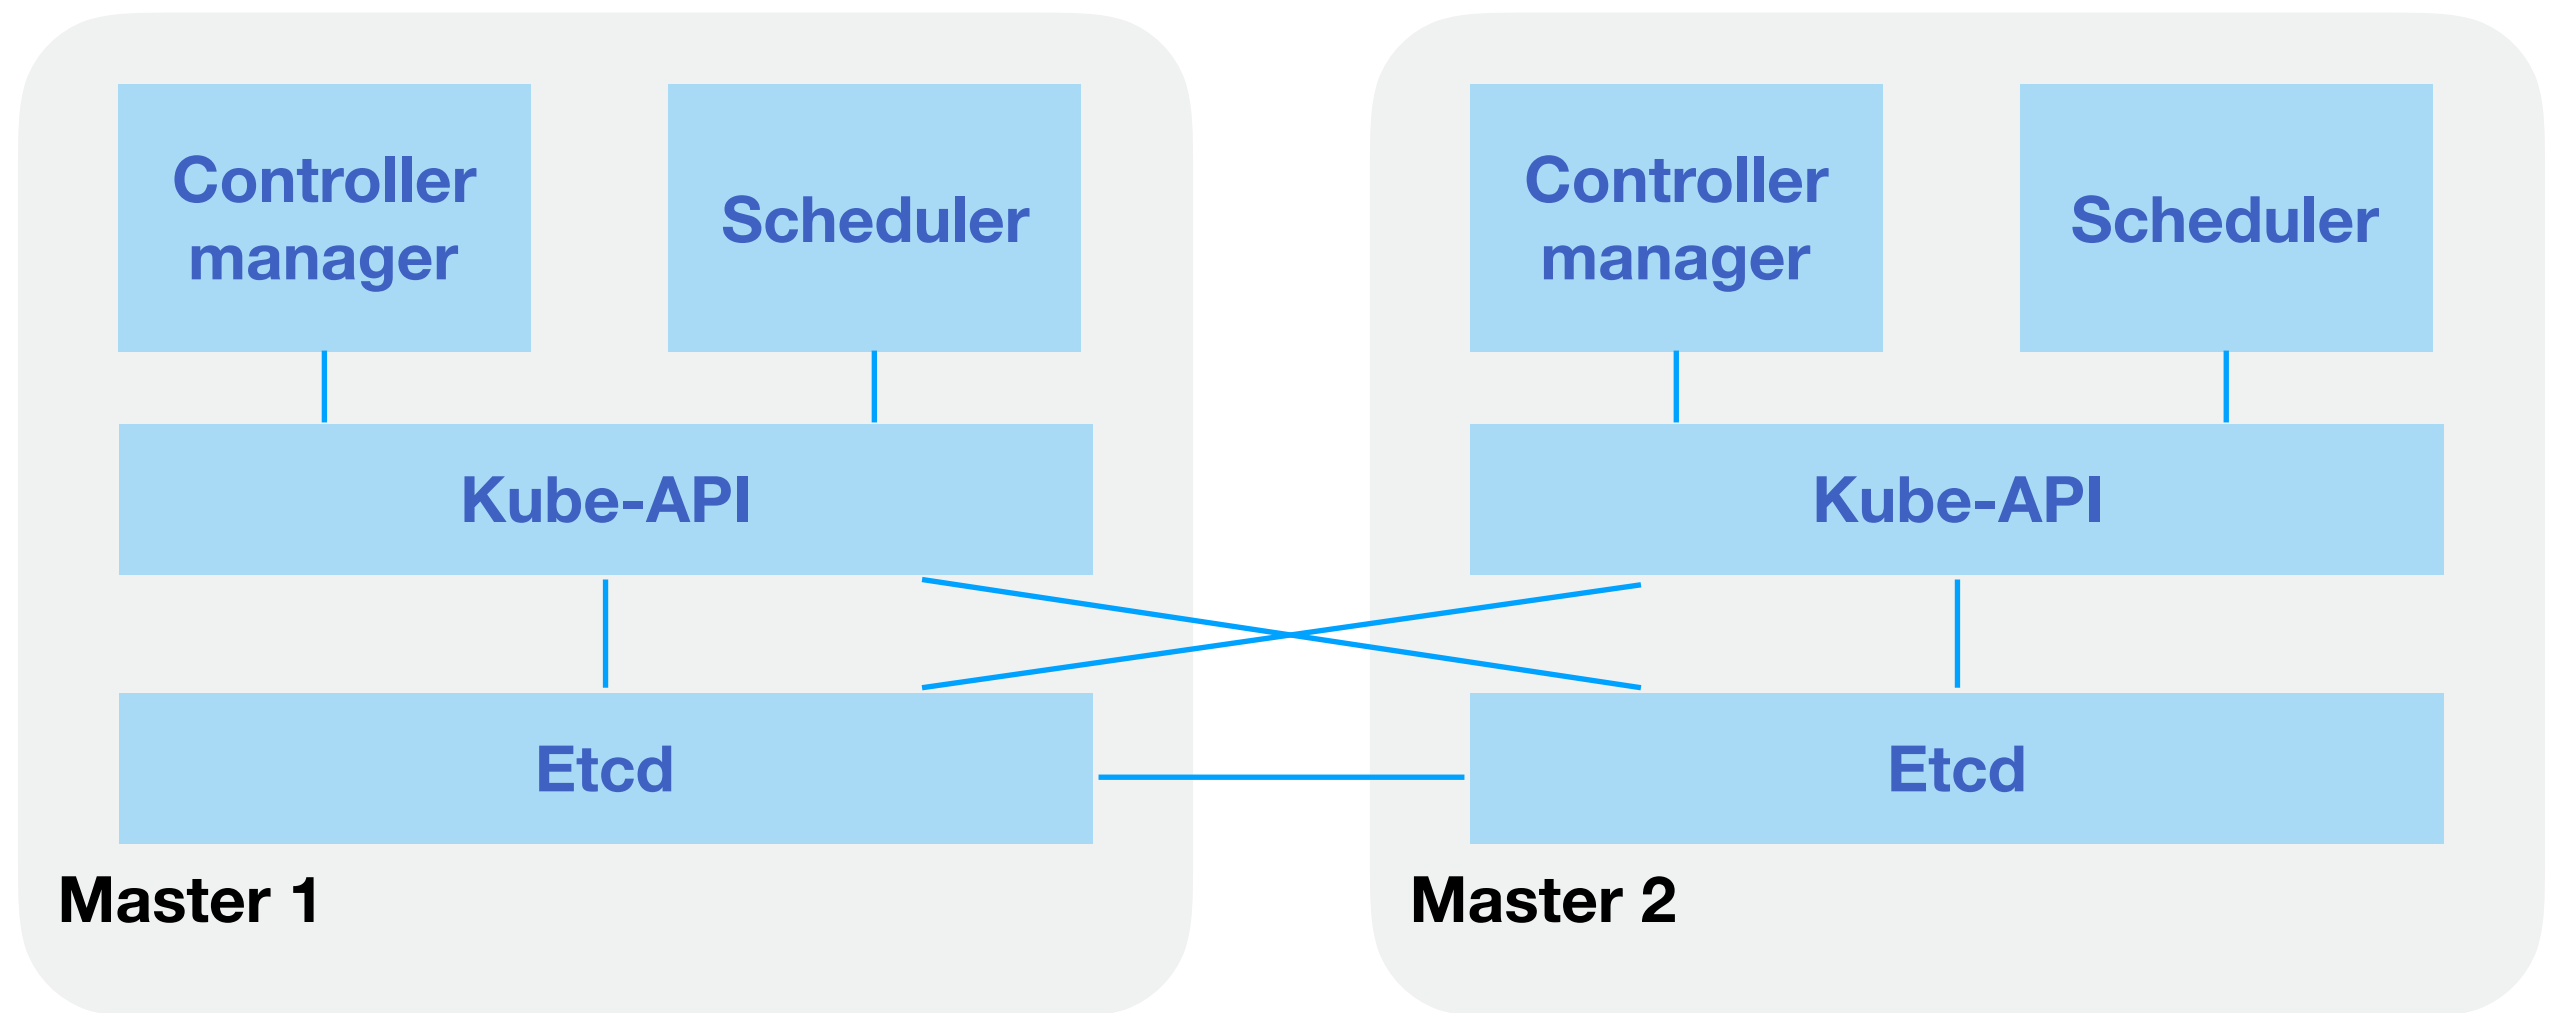 Controller
manager
Scheduler
Kube-API
Etcd
Master 1
Controller
manager
Scheduler
Kube-API
Etcd
Master 2